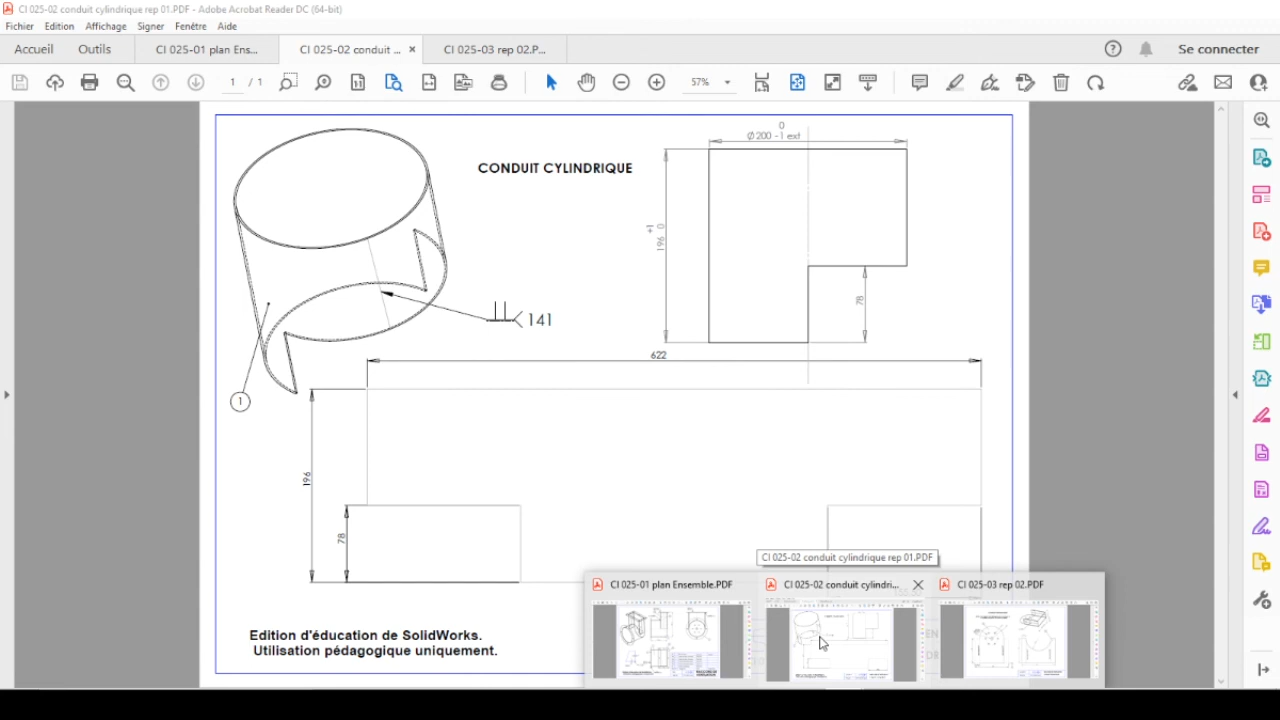 CI 025-02 conduit cylindrique rep 01.PDF - Adobe Acrobat Reader DC (64-bit)
Fichier Edition Affichage Signer Fenêtre Aide
Accueil Outils CI 025-01 plan Ens... CI 025-02 conduit ... × CI 025-03 rep 02.P... Se connecter
1 / 1 57%
0
Ø 200 -1 ext
CONDUIT CYLINDRIQUE
+1
196 0
78
141
622
1
196
78
CI 025-02 conduit cylindrique rep 01.PDF
CI 025-01 plan Ensemble.PDF CI 025-02 conduit cylindri... CI 025-03 rep 02.PDF
Edition d'éducation de SolidWorks.
Utilisation pédagogique uniquement.